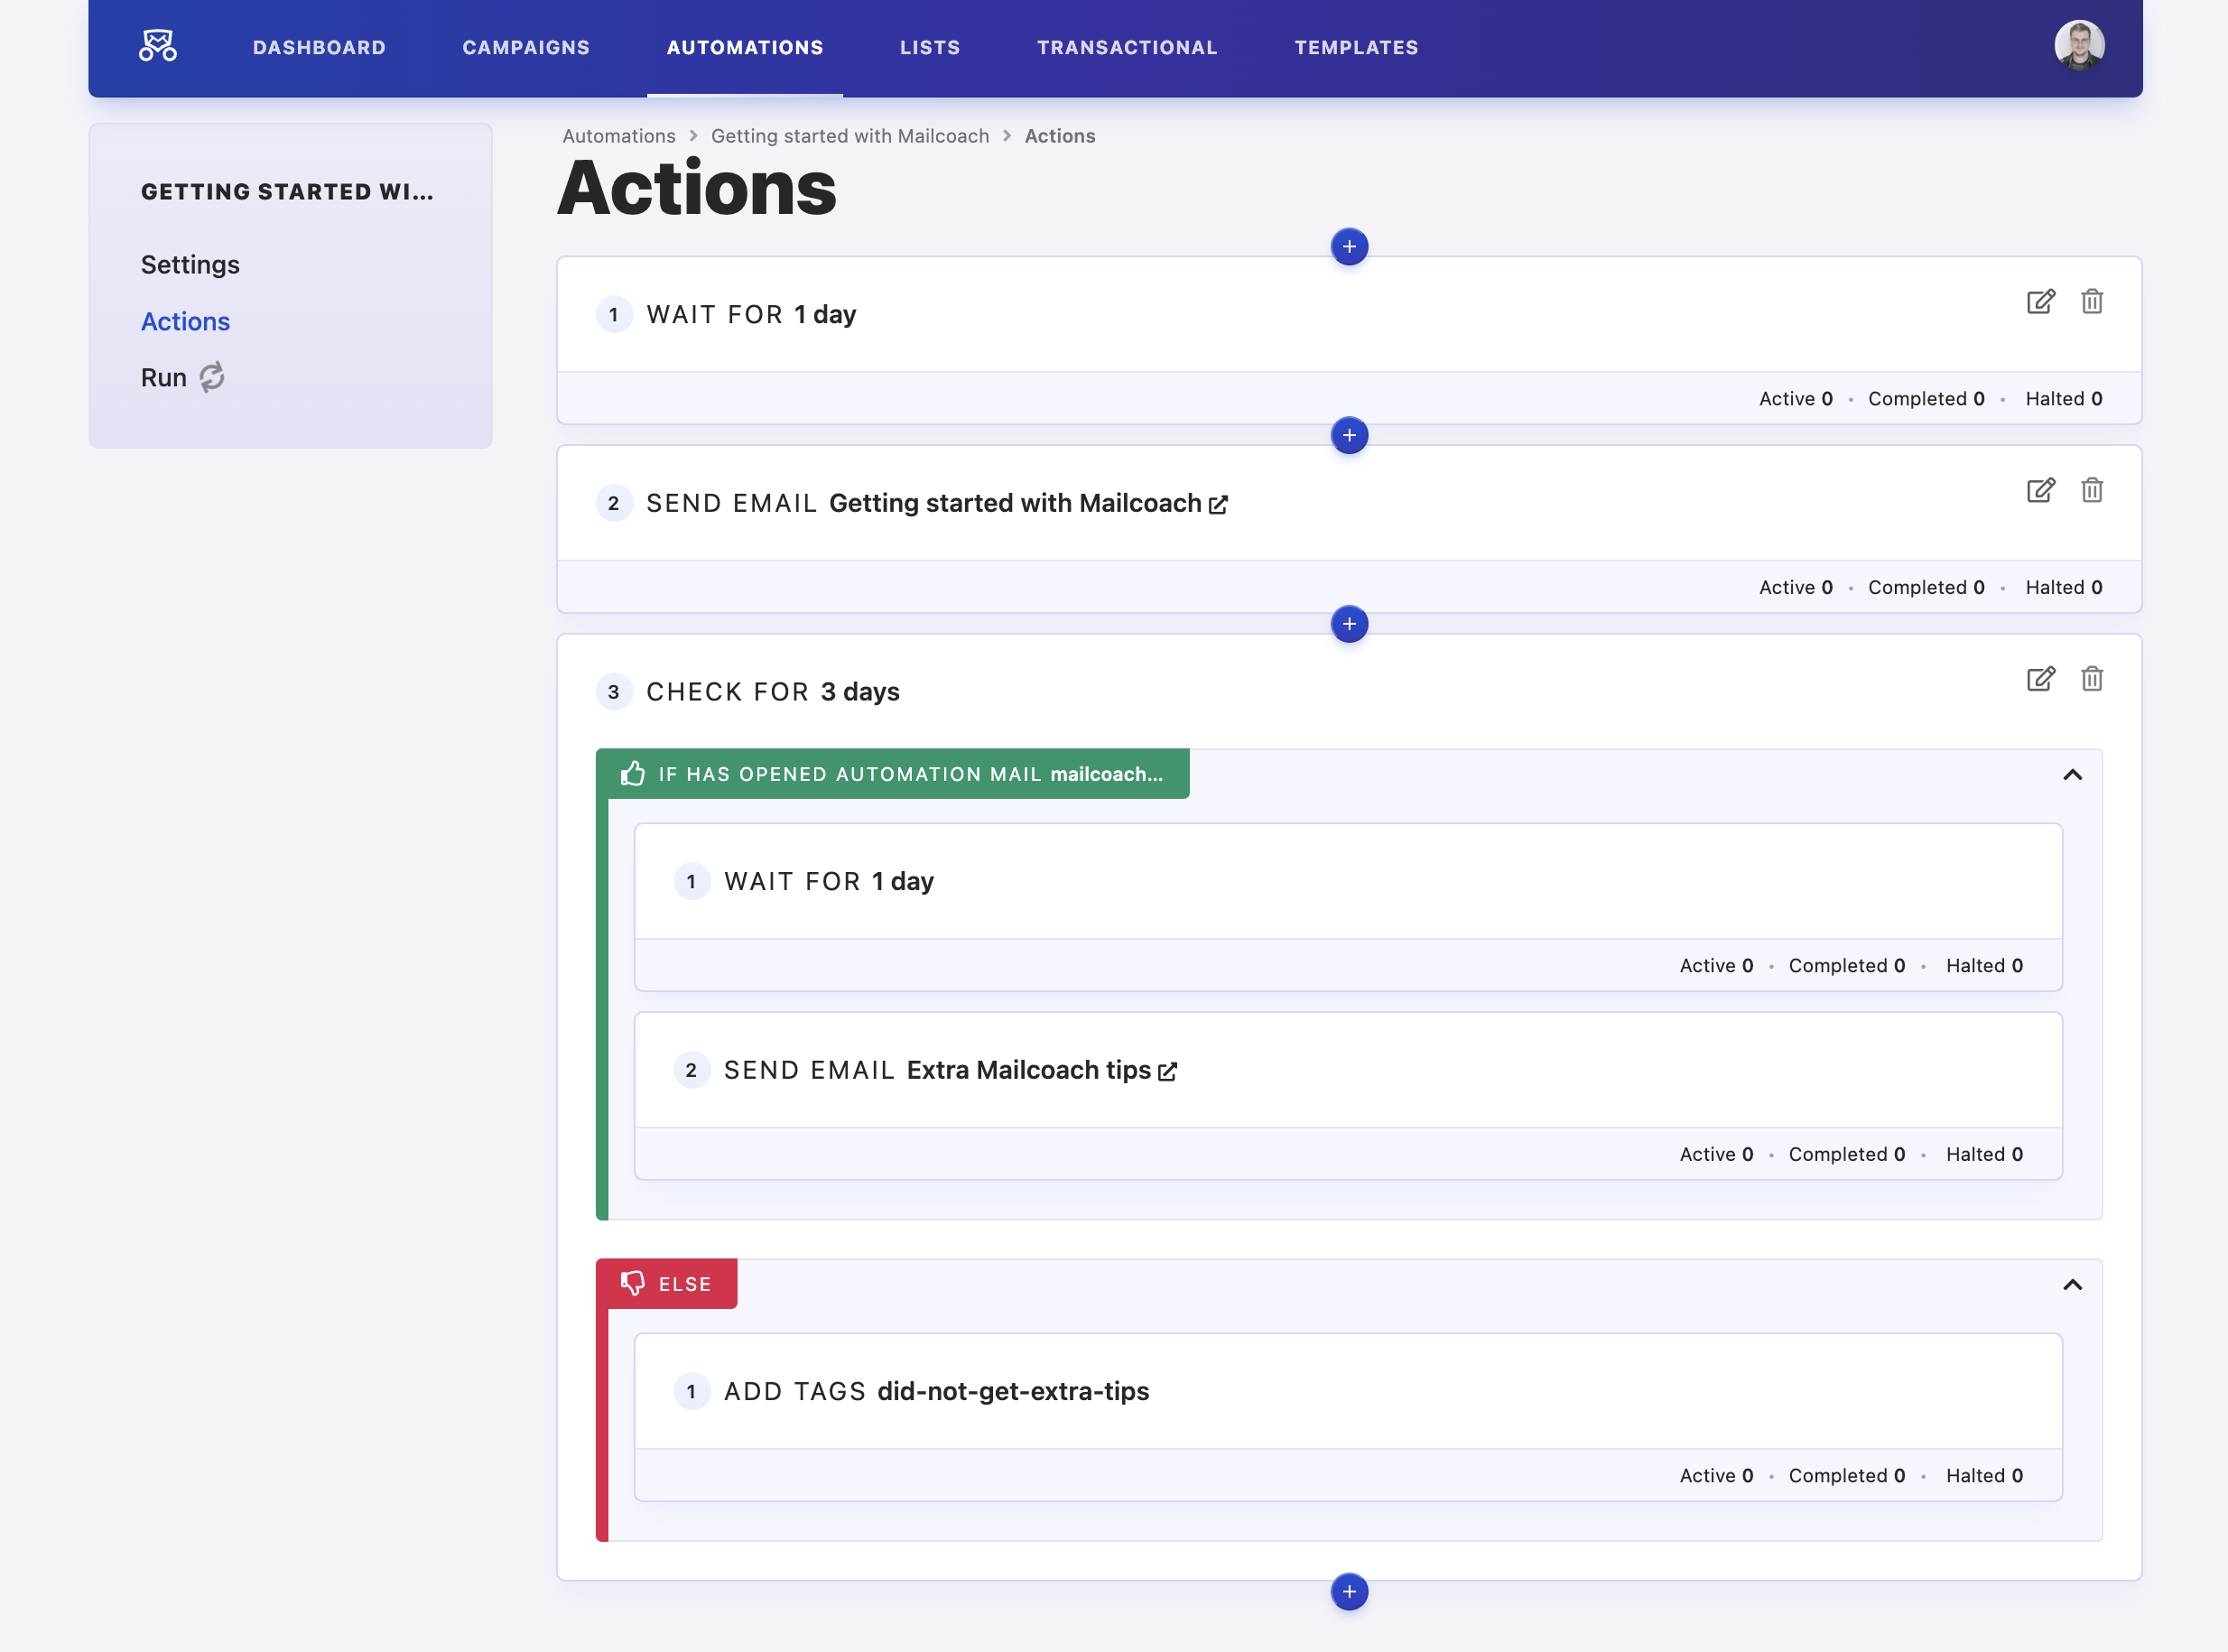 DASHBOARD CAMPAIGNS AUTOMATIONS LISTS TRANSACTIONAL TEMPLATES
GETTING STARTED WI...
Settings
Actions
Run
Automations > Getting started with Mailcoach > Actions
Actions
+
1 WAIT FOR 1 day
Active 0 • Completed 0 • Halted 0
+
2 SEND EMAIL Getting started with Mailcoach
Active 0 • Completed 0 • Halted 0
+
3 CHECK FOR 3 days
IF HAS OPENED AUTOMATION MAIL mailcoach...
1 WAIT FOR 1 day
Active 0 • Completed 0 • Halted 0
2 SEND EMAIL Extra Mailcoach tips
Active 0 • Completed 0 • Halted 0
ELSE
1 ADD TAGS did-not-get-extra-tips
Active 0 • Completed 0 • Halted 0
+